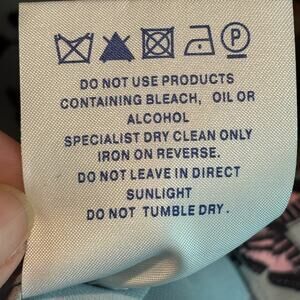 P
DO NOT USE PRODUCTS
CONTAINING BLEACH, OIL OR
ALCOHOL
SPECIALIST DRY CLEAN ONLY
IRON ON REVERSE.
DO NOT LEAVE IN DIRECT
SUNLIGHT
DO NOT TUMBLE DRY.